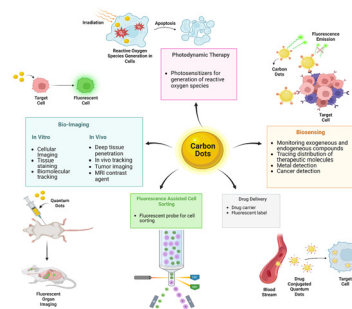 Irradiation
Apoptosis
Reactive Oxygen
Species Generation in
Cells
Fluorescence
Emission
Carbon
Dots
Target
Cell
Photodynamic Therapy
Photosensitizers for
generation of reactive
oxygen species
Target
Cell
Fluorescent
Cell
Bio-Imaging
In Vitro
Cellular
Imaging
Tissue
staining
Biomolecular
tracking
In Vivo
Deep tissue
penetration
in vivo tracking
Tumor imaging
MRI contrast
agent
Carbon
Dots
Biosensing
Monitoring exogeneous and
endogeneous compounds
Tracing distribution of
therapeutic molecules
Metal detection
Cancer detection
Fluorescence Assisted Cell
Sorting
Fluorescent probe for cell
sorting
Drug Delivery
Drug carrier
Fluorescent label
Quantum
Dots
Fluorescent
Organ
Imaging
Blood
Stream
Drug
Conjugated
Quantum
Dots
Target
Cell